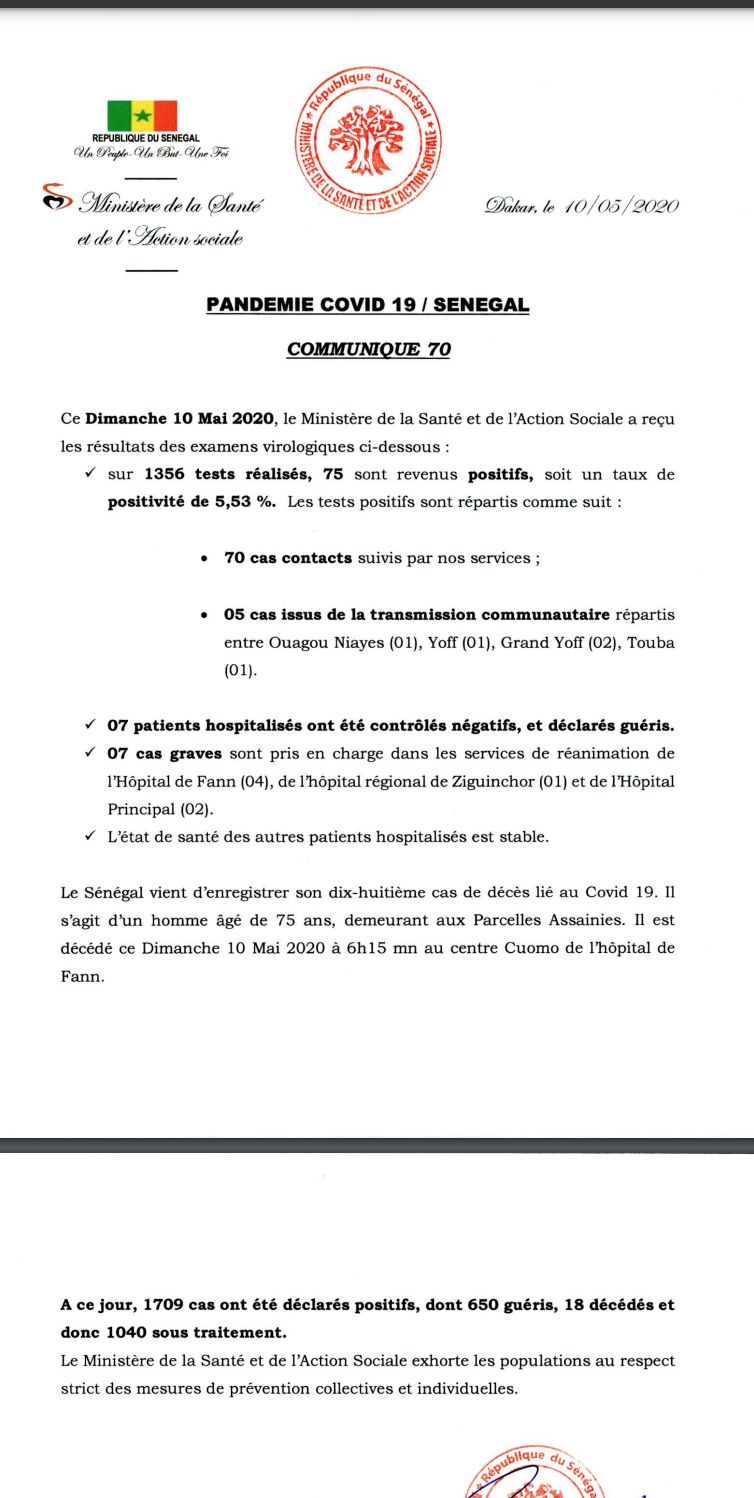 REPUBLIQUE DU SENEGAL
Un Peuple-Un But-Une Foi
Ministère de la Santé
et de l'Action sociale
★ République du Sénégal ★
MINISTÈRE DE LA SANTÉ ET DE L'ACTION SOCIALE
Dakar, le 10/05/2020
PANDEMIE COVID 19 / SENEGAL
COMMUNIQUE 70
Ce Dimanche 10 Mai 2020, le Ministère de la Santé et de l'Action Sociale a reçu
les résultats des examens virologiques ci-dessous :
✓ sur 1356 tests réalisés, 75 sont revenus positifs, soit un taux de
positivité de 5,53 %. Les tests positifs sont répartis comme suit :
• 70 cas contacts suivis par nos services ;
• 05 cas issus de la transmission communautaire répartis
entre Ouagou Niayes (01), Yoff (01), Grand Yoff (02), Touba
(01).
✓ 07 patients hospitalisés ont été contrôlés négatifs, et déclarés guéris.
✓ 07 cas graves sont pris en charge dans les services de réanimation de
l'Hôpital de Fann (04), de l'hôpital régional de Ziguinchor (01) et de l'Hôpital
Principal (02).
✓ L'état de santé des autres patients hospitalisés est stable.
Le Sénégal vient d'enregistrer son dix-huitième cas de décès lié au Covid 19. Il
s'agit d'un homme âgé de 75 ans, demeurant aux Parcelles Assainies. Il est
décédé ce Dimanche 10 Mai 2020 à 6h15 mn au centre Cuomo de l'hôpital de
Fann.
A ce jour, 1709 cas ont été déclarés positifs, dont 650 guéris, 18 décédés et
donc 1040 sous traitement.
Le Ministère de la Santé et de l'Action Sociale exhorte les populations au respect
strict des mesures de prévention collectives et individuelles.
★ République du Sénégal